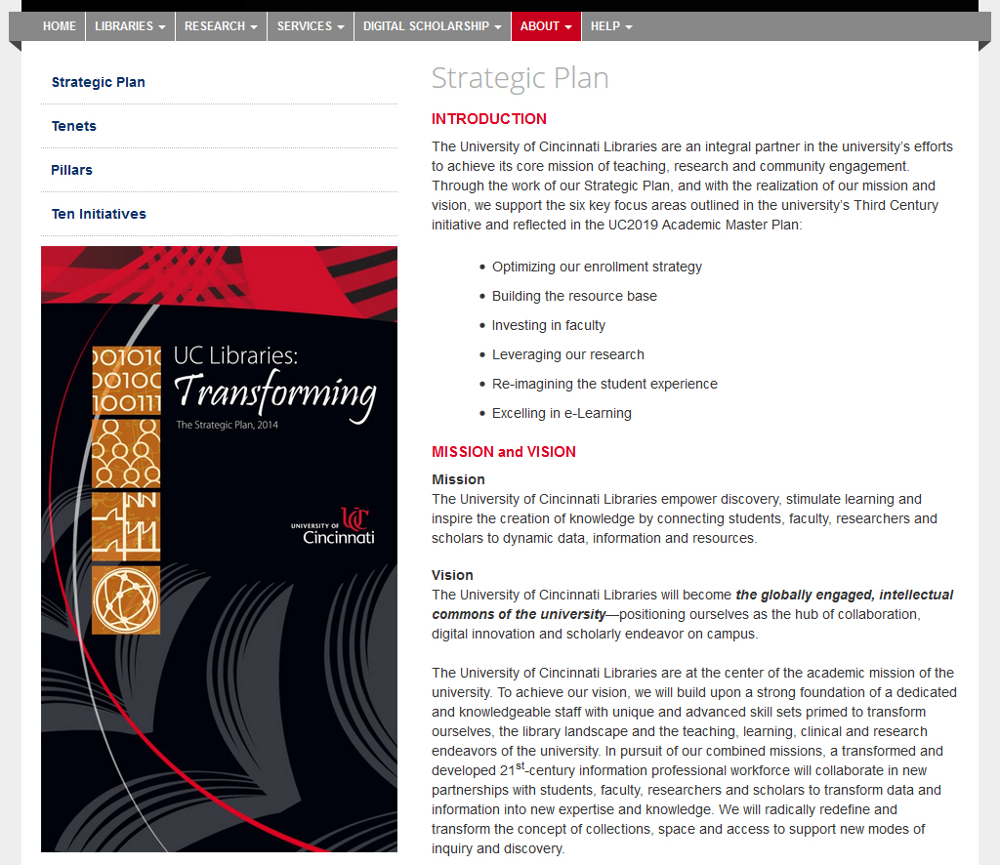 HOME LIBRARIES RESEARCH SERVICES DIGITAL SCHOLARSHIP ABOUT HELP
Strategic Plan
Tenets
Pillars
Ten Initiatives
00101C
00100
100111
UC Libraries:
Transforming
The Strategic Plan, 2014
UC
UNIVERSITY OF
Cincinnati
Strategic Plan
INTRODUCTION
The University of Cincinnati Libraries are an integral partner in the university’s efforts
to achieve its core mission of teaching, research and community engagement.
Through the work of our Strategic Plan, and with the realization of our mission and
vision, we support the six key focus areas outlined in the university’s Third Century
initiative and reflected in the UC2019 Academic Master Plan:
• Optimizing our enrollment strategy
• Building the resource base
• Investing in faculty
• Leveraging our research
• Re-imagining the student experience
• Excelling in e-Learning
MISSION and VISION
Mission
The University of Cincinnati Libraries empower discovery, stimulate learning and
inspire the creation of knowledge by connecting students, faculty, researchers and
scholars to dynamic data, information and resources.
Vision
The University of Cincinnati Libraries will become the globally engaged, intellectual
commons of the university—positioning ourselves as the hub of collaboration,
digital innovation and scholarly endeavor on campus.
The University of Cincinnati Libraries are at the center of the academic mission of the
university. To achieve our vision, we will build upon a strong foundation of a dedicated
and knowledgeable staff with unique and advanced skill sets primed to transform
ourselves, the library landscape and the teaching, learning, clinical and research
endeavors of the university. In pursuit of our combined missions, a transformed and
developed 21st-century information professional workforce will collaborate in new
partnerships with students, faculty, researchers and scholars to transform data and
information into new expertise and knowledge. We will radically redefine and
transform the concept of collections, space and access to support new modes of
inquiry and discovery.